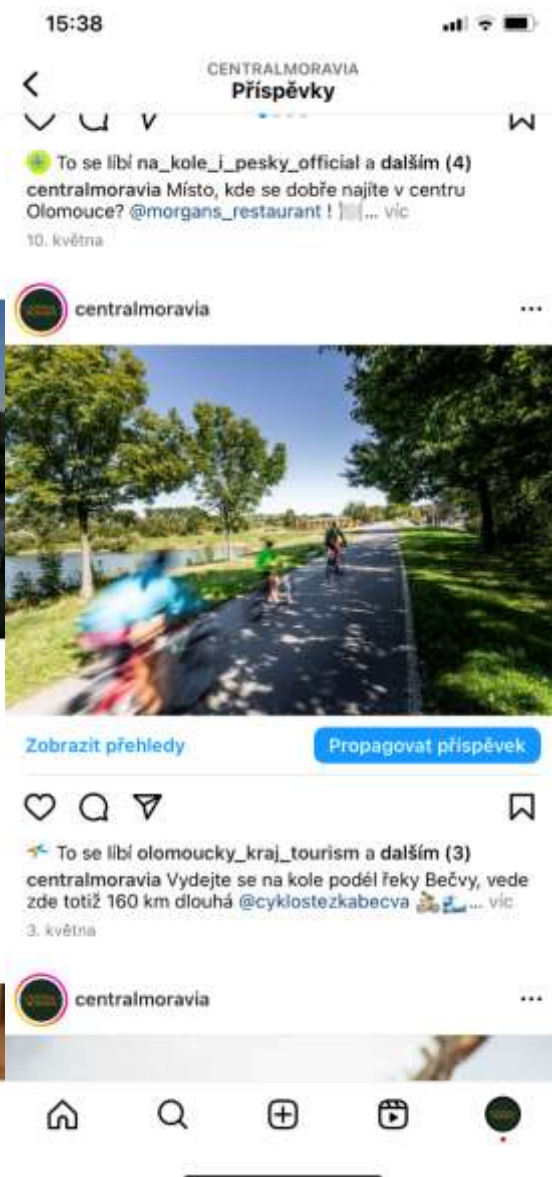 15:38
CENTRALMORAVIA
Příspěvky
To se líbí na_kole_i_pesky_official a dalším (4)
centralmoravia Místo, kde se dobře najíte v centru
Olomouce? @morgans_restaurant ! 🍽️... víc
10. května
centralmoravia
Zobrazit přehledy
Propagovat příspěvek
To se líbí olomoucky_kraj_tourism a dalším (3)
centralmoravia Vydejte se na kole podél řeky Bečvy, vede
zde totiž 160 km dlouhá @cyklostezkabecva ... víc
3. května
centralmoravia